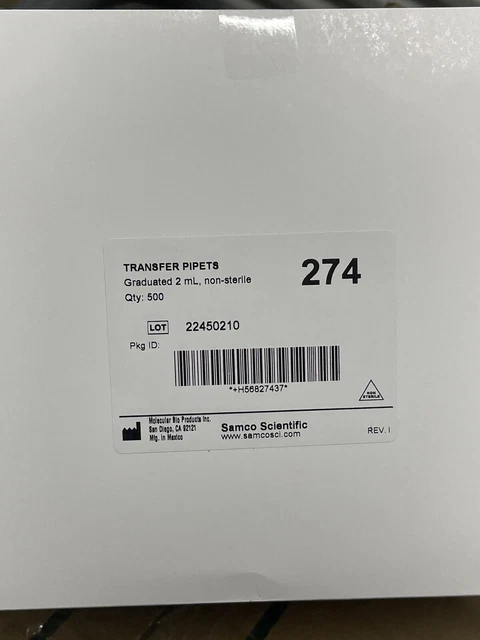 TRANSFER PIPETS
Graduated 2 mL, non-sterile
Qty: 500
274
LOT 22450210
Pkg ID:
*+H56827437*
NON
STERILE
Molecular Bio Products Inc.
San Diego, CA 92121
Mfg. in Mexico
Samco Scientific
www.samcosci.com
REV. I